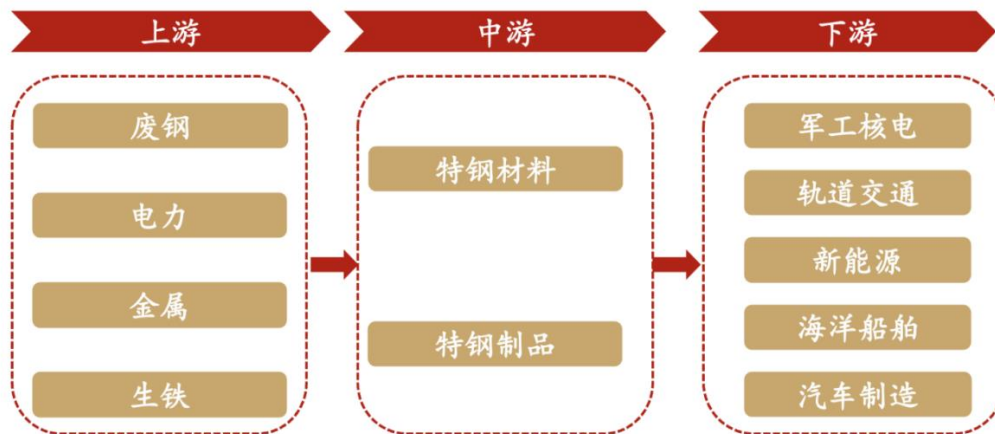 上游
中游
下游
废钢
电力
金属
生铁
特钢材料
特钢制品
军工核电
轨道交通
新能源
海洋船舶
汽车制造